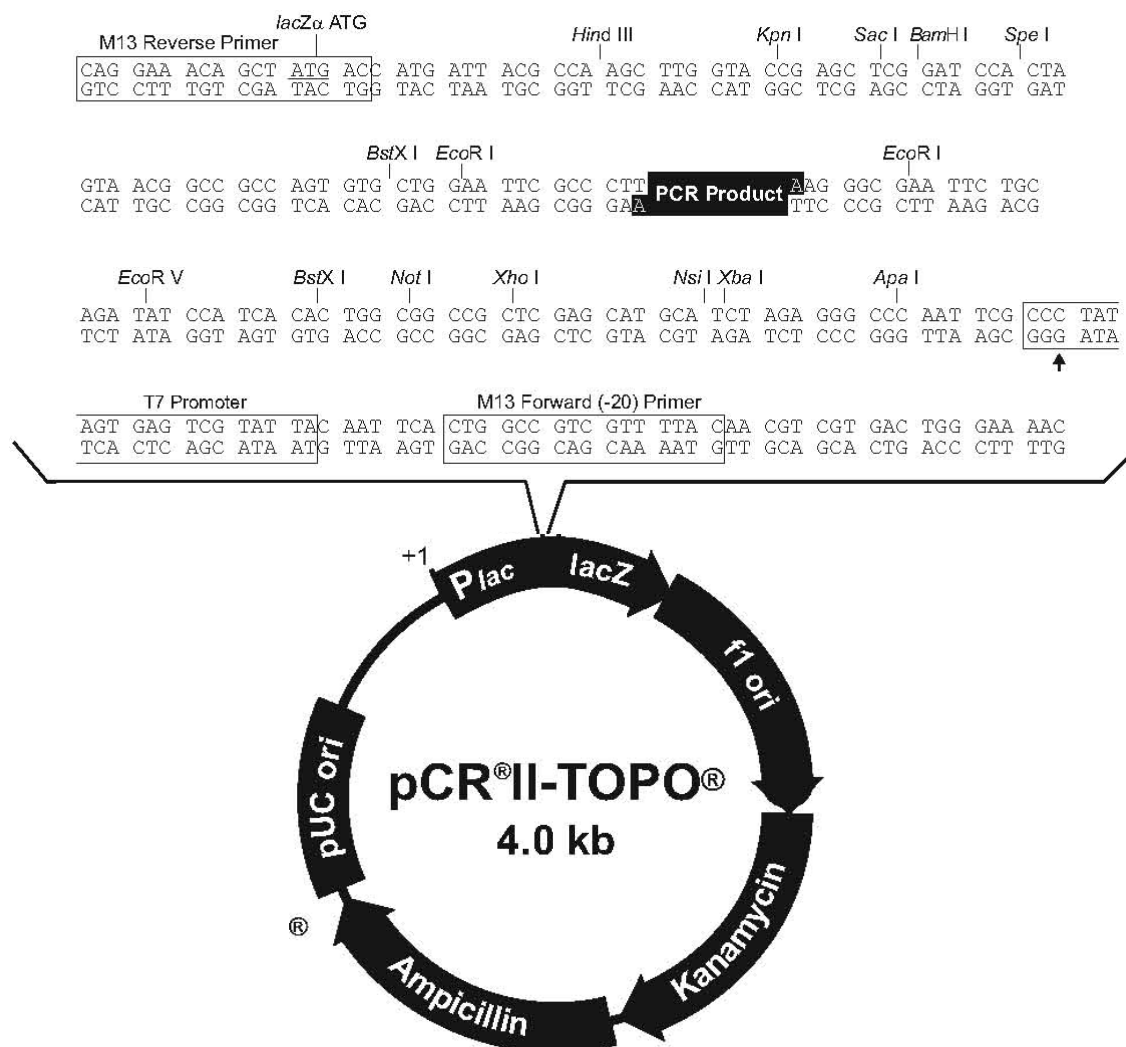 lacZα ATG
M13 Reverse Primer Hind III Kpn I Sac I BamH I Spe I
CAG GAA ACA GCT ATG ACC ATG ATT ACG CCA AGC TTG GTA CCG AGC TCG GAT CCA CTA
GTC CTT TGT CGA TAC TGG TAC TAA TGC GGT TCG AAC CAT GGC TCG AGC CTA GGT GAT
BstX I EcoR I EcoR I
GTA ACG GCC GCC AGT GTG CTG GAA TTC GCC CTT PCR Product AAG GGC GAA TTC TGC
CAT TGC CGG CGG TCA CAC GAC CTT AAG CGG GAA TTC CCG CTT AAG ACG
EcoR V BstX I Not I Xho I Nsi I Xba I Apa I
AGA TAT CCA TCA CAC TGG CGG CCG CTC GAG CAT GCA TCT AGA GGG CCC AAT TCG CCC TAT
TCT ATA GGT AGT GTG ACC GCC GGC GAG CTC GTA CGT AGA TCT CCC GGG TTA AGC GGG ATA
T7 Promoter M13 Forward (-20) Primer
AGT GAG TCG TAT TAC AAT TCA CTG GCC GTC GTT TTA CAA CGT CGT GAC TGG GAA AAC
TCA CTC AGC ATA ATG TTA AGT GAC CGG CAG CAA AAT GTT GCA GCA CTG ACC CTT TTG
+1
Plac lacZ
f1 ori
pUC ori
pCR®II-TOPO®
4.0 kb
®
Kanamycin
Ampicillin